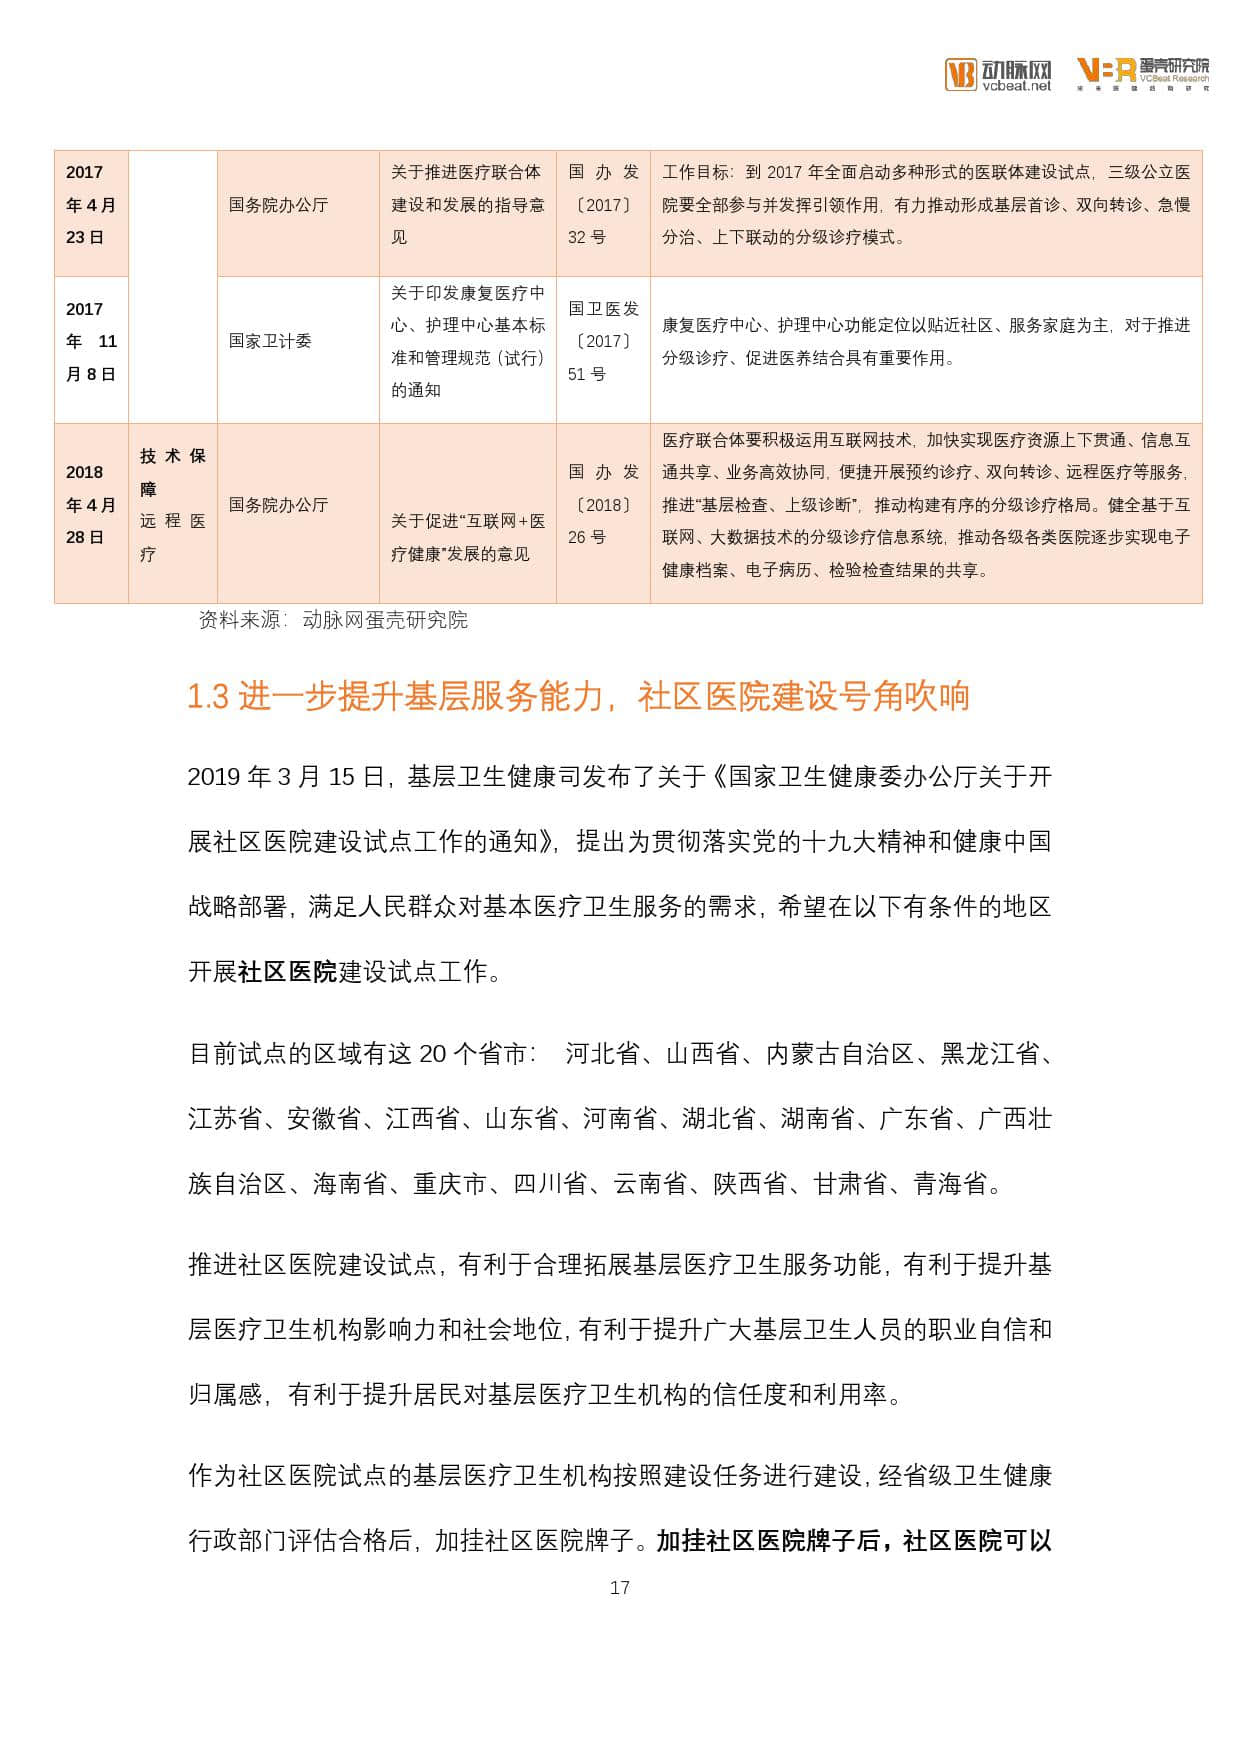 动脉网
vcbeat.net
VBR 蛋壳研究院
VCBeat Research
未来医健战略研究
2017
年 4 月
23 日
国务院办公厅
关于推进医疗联合体
建设和发展的指导意
见
国 办 发
〔2017〕
32 号
工作目标：到 2017 年全面启动多种形式的医联体建设试点，三级公立医
院要全部参与并发挥引领作用，有力推动形成基层首诊、双向转诊、急慢
分治、上下联动的分级诊疗模式。
2017
年 11
月 8 日
国家卫计委
关于印发康复医疗中
心、护理中心基本标
准和管理规范（试行）
的通知
国卫医发
〔2017〕
51 号
康复医疗中心、护理中心功能定位以贴近社区、服务家庭为主，对于推进
分级诊疗、促进医养结合具有重要作用。
2018
年 4 月
28 日
技 术 保
障
远 程 医
疗
国务院办公厅
关于促进“互联网+医
疗健康”发展的意见
国 办 发
〔2018〕
26 号
医疗联合体要积极运用互联网技术，加快实现医疗资源上下贯通、信息互
通共享、业务高效协同，便捷开展预约诊疗、双向转诊、远程医疗等服务，
推进“基层检查、上级诊断”，推动构建有序的分级诊疗格局。健全基于互
联网、大数据技术的分级诊疗信息系统，推动各级各类医院逐步实现电子
健康档案、电子病历、检验检查结果的共享。
资料来源：动脉网蛋壳研究院
1.3 进一步提升基层服务能力，社区医院建设号角吹响
2019 年 3 月 15 日，基层卫生健康司发布了关于《国家卫生健康委办公厅关于开
展社区医院建设试点工作的通知》，提出为贯彻落实党的十九大精神和健康中国
战略部署，满足人民群众对基本医疗卫生服务的需求，希望在以下有条件的地区
开展社区医院建设试点工作。
目前试点的区域有这 20 个省市： 河北省、山西省、内蒙古自治区、黑龙江省、
江苏省、安徽省、江西省、山东省、河南省、湖北省、湖南省、广东省、广西壮
族自治区、海南省、重庆市、四川省、云南省、陕西省、甘肃省、青海省。
推进社区医院建设试点，有利于合理拓展基层医疗卫生服务功能，有利于提升基
层医疗卫生机构影响力和社会地位，有利于提升广大基层卫生人员的职业自信和
归属感，有利于提升居民对基层医疗卫生机构的信任度和利用率。
作为社区医院试点的基层医疗卫生机构按照建设任务进行建设，经省级卫生健康
行政部门评估合格后，加挂社区医院牌子。加挂社区医院牌子后，社区医院可以
17